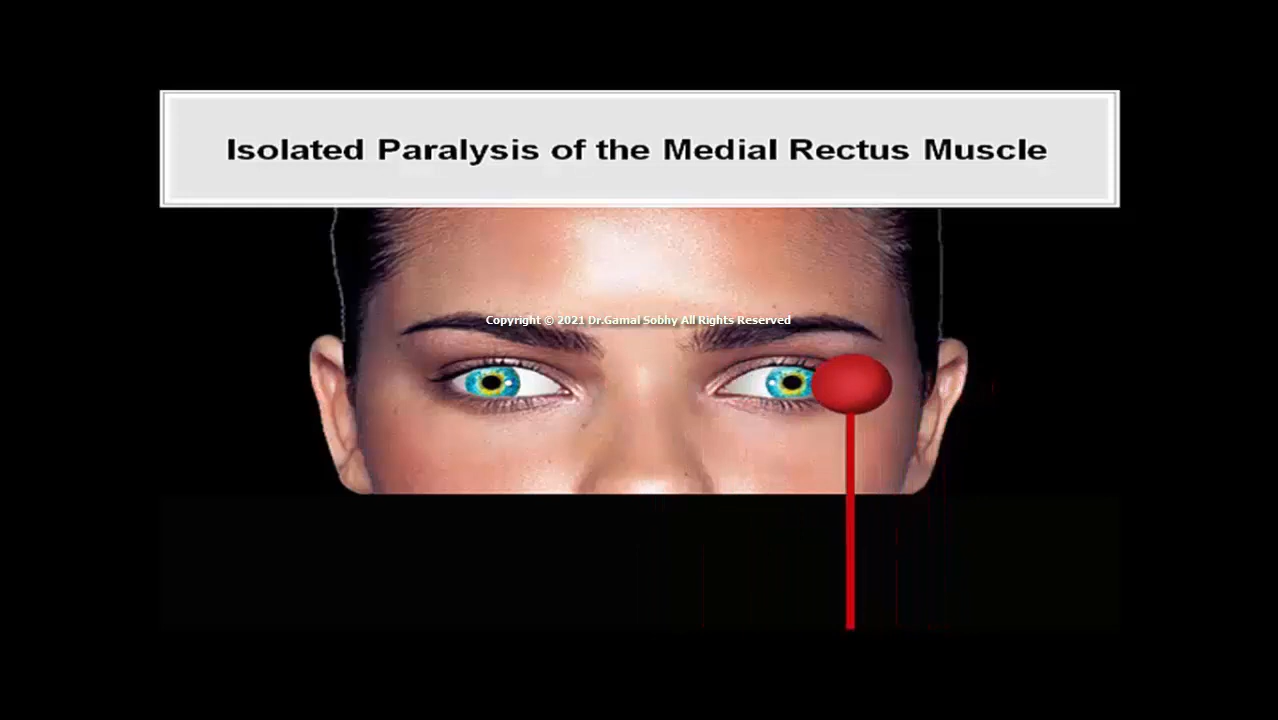 Isolated Paralysis of the Medial Rectus Muscle
Copyright © 2021 Dr.Gamal Sobhy All Rights Reserved